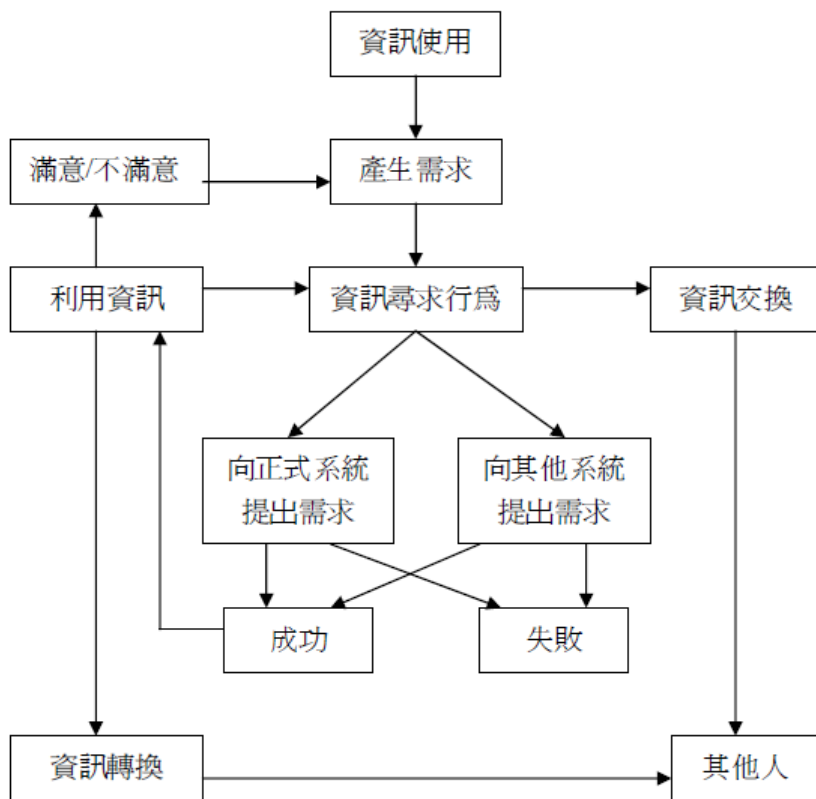 資訊使用
滿意/不滿意
產生需求
利用資訊
資訊尋求行為
資訊交換
向正式系統
提出需求
向其他系統
提出需求
成功
失敗
資訊轉換
其他人